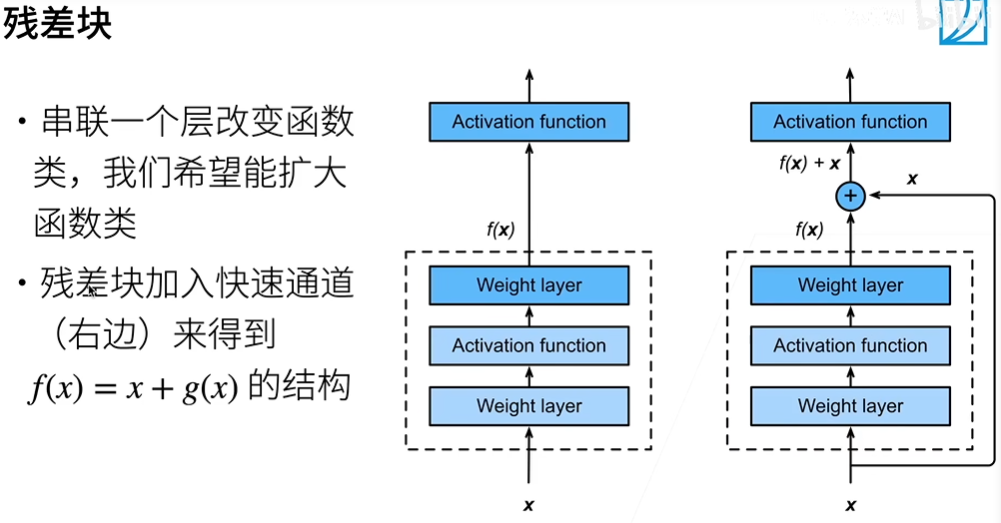 残差块
• 串联一个层改变函数
类，我们希望能扩大
函数类
• 残差块加入快速通道
（右边）来得到
f(x) = x + g(x) 的结构
Activation function
f(x)
Weight layer
Activation function
Weight layer
x
Activation function
f(x) + x
x
+
f(x)
Weight layer
Activation function
Weight layer
x